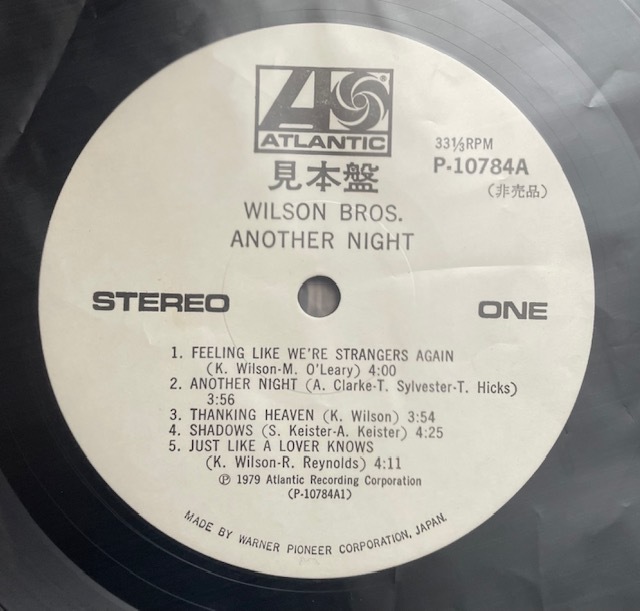 ATLANTIC
33⅓RPM
P-10784A
(非売品)
見本盤
WILSON BROS.
ANOTHER NIGHT
STEREO
ONE
1. FEELING LIKE WE'RE STRANGERS AGAIN
(K. Wilson-M. O'Leary) 4:00
2. ANOTHER NIGHT (A. Clarke-T. Sylvester-T. Hicks)
3:56
3. THANKING HEAVEN (K. Wilson) 3:54
4. SHADOWS (S. Keister-A. Keister) 4:25
5. JUST LIKE A LOVER KNOWS
(K. Wilson-R. Reynolds) 4:11
Ⓟ 1979 Atlantic Recording Corporation
(P-10784A1)
MADE BY WARNER PIONEER CORPORATION, JAPAN.